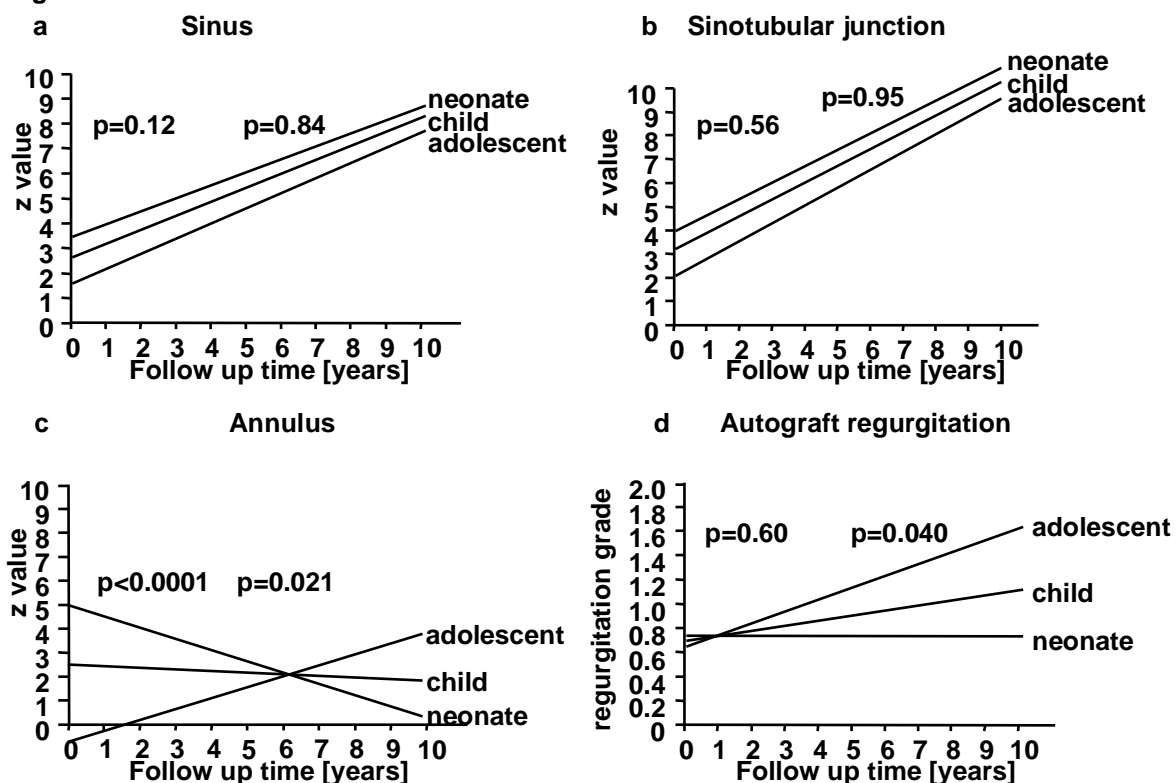 a Sinus
10
9
8
7
6
5
4
3
2
1
0
z value
p=0.12 p=0.84
neonate
child
adolescent
0 1 2 3 4 5 6 7 8 9 10
Follow up time [years]
b Sinotubular junction
10
9
8
7
6
5
4
3
2
1
0
z value
p=0.56 p=0.95
neonate
child
adolescent
0 1 2 3 4 5 6 7 8 9 10
Follow up time [years]
c Annulus
10
9
8
7
6
5
4
3
2
1
0
z value
p<0.0001 p=0.021
adolescent
child
neonate
0 1 2 3 4 5 6 7 8 9 10
Follow up time [years]
d Autograft regurgitation
2.0
1.8
1.6
1.4
1.2
1.0
0.8
0.6
0.4
0.2
0
regurgitation grade
p=0.60 p=0.040
adolescent
child
neonate
0 1 2 3 4 5 6 7 8 9 10
Follow up time [years]